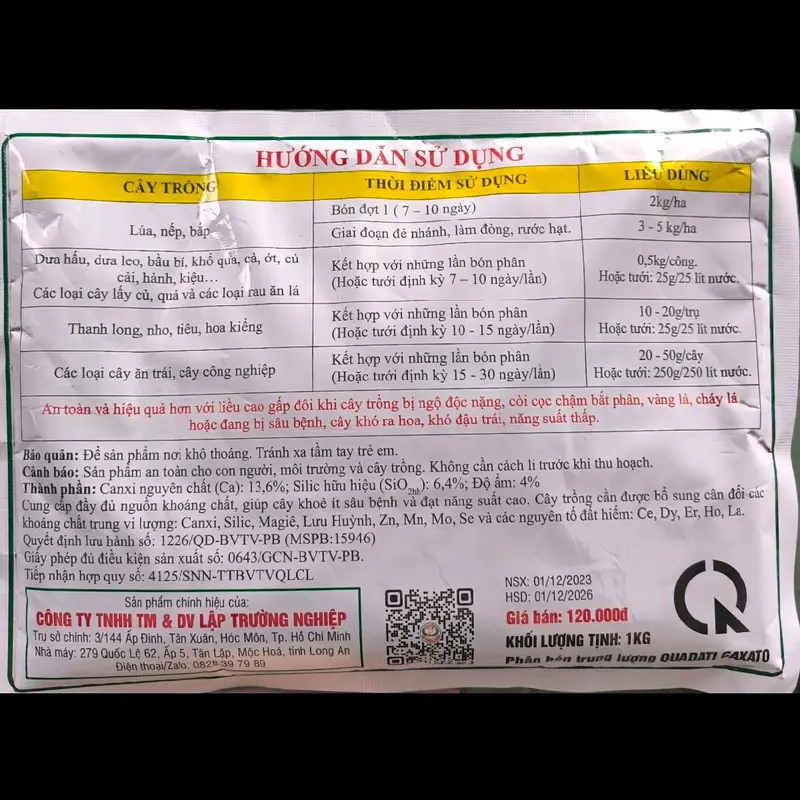 HƯỚNG DẪN SỬ DỤNG
CÂY TRỒNG THỜI ĐIỂM SỬ DỤNG LIỀU DÙNG
Lúa, nếp, bắp
Bón đợt 1 ( 7 – 10 ngày) 2kg/ha
Giai đoạn đẻ nhánh, làm đòng, rước hạt. 3 - 5 kg/ha
Dưa hấu, dưa leo, bầu bí, khổ qua, cà, ớt, củ
cải, hành, kiệu...
Các loại cây lấy củ, quả và các loại rau ăn lá
Kết hợp với những lần bón phân
(Hoặc tưới định kỳ 7 – 10 ngày/lần)
0,5kg/công.
Hoặc tưới: 25g/25 lít nước.
Thanh long, nho, tiêu, hoa kiểng
Kết hợp với những lần bón phân
(Hoặc tưới định kỳ 10 - 15 ngày/lần)
10 - 20g/trụ
Hoặc tưới: 25g/25 lít nước.
Các loại cây ăn trái, cây công nghiệp
Kết hợp với những lần bón phân
(Hoặc tưới định kỳ 15 - 30 ngày/lần)
20 - 50g/cây
Hoặc tưới: 250g/250 lít nước.
An toàn và hiệu quả hơn với liều cao gấp đôi khi cây trồng bị ngộ độc nặng, còi cọc chậm bắt phân, vàng lá, cháy lá
hoặc đang bị sâu bệnh, cây khó ra hoa, khó đậu trái, năng suất thấp.
Bảo quản: Để sản phẩm nơi khô thoáng. Tránh xa tầm tay trẻ em.
Cảnh báo: Sản phẩm an toàn cho con người, môi trường và cây trồng. Không cần cách li trước khi thu hoạch.
Thành phần: Canxi nguyên chất (Ca): 13,6%; Silic hữu hiệu (SiO2hh): 6,4%; Độ ẩm: 4%
Cung cấp đầy đủ nguồn khoáng chất, giúp cây khoẻ ít sâu bệnh và đạt năng suất cao. Cây trồng cần được bổ sung cân đối các
khoáng chất trung vi lượng: Canxi, Silic, Magiê, Lưu Huỳnh, Zn, Mn, Mo, Se và các nguyên tố đất hiếm: Ce, Dy, Er, Ho, La.
Quyết định lưu hành số: 1226/QD-BVTV-PB (MSPB:15946)
Giấy phép đủ điều kiện sản xuất số: 0643/GCN-BVTV-PB.
Tiếp nhận hợp quy số: 4125/SNN-TTBVTVQLCL
Sản phẩm chính hiệu của:
CÔNG TY TNHH TM & DV LẬP TRƯỜNG NGHIỆP
Trụ sở chính: 3/144 Ấp Đình, Tân Xuân, Hóc Môn, Tp. Hồ Chí Minh
Nhà máy: 279 Quốc Lệ 62, Ấp 5, Tân Lập, Mộc Hoá, tỉnh Long An
Điện thoại/Zalo: 0828 39 79 89
NSX: 01/12/2023
HSD: 01/12/2026
Giá bán: 120.000đ
KHỐI LƯỢNG TỊNH: 1KG
Phân bón trung lượng QUADATI CAXATO